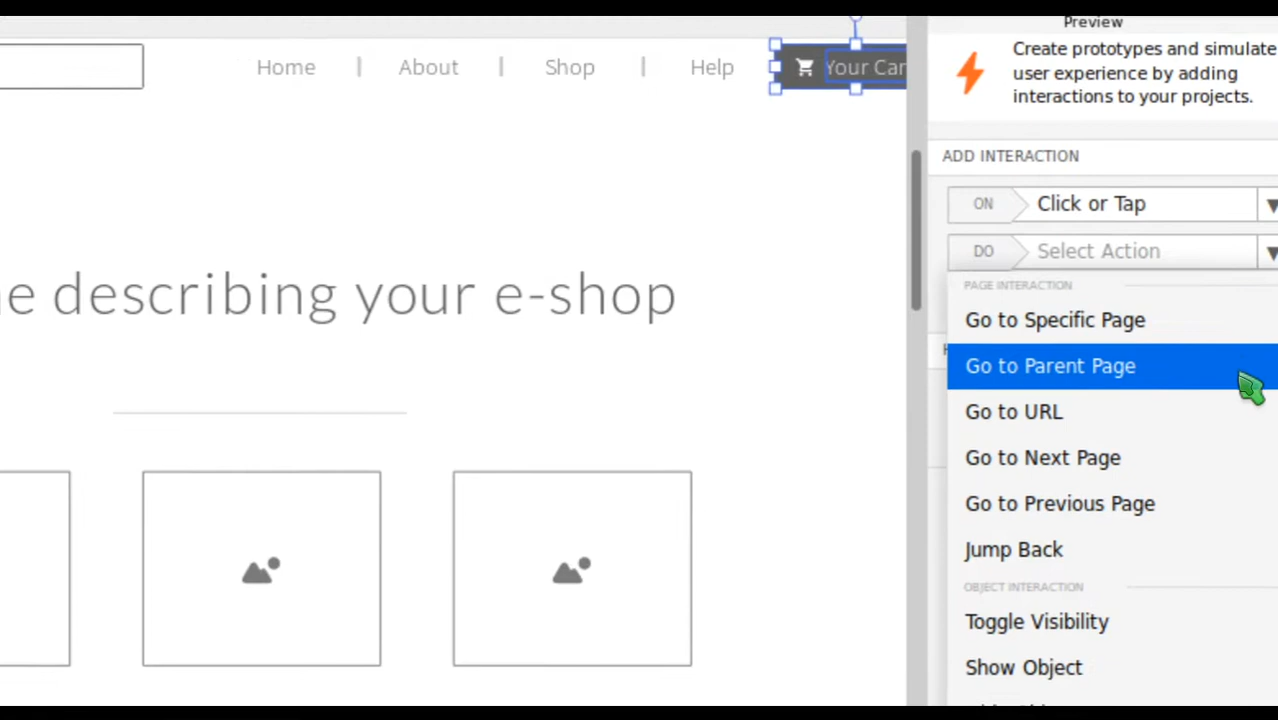 Preview
Create prototypes and simulate
user experience by adding
interactions to your projects.
Home | About | Shop | Help
Your Car
ADD INTERACTION
ON Click or Tap
DO Select Action
ne describing your e-shop
PAGE INTERACTION
Go to Specific Page
Go to Parent Page
Go to URL
Go to Next Page
Go to Previous Page
Jump Back
OBJECT INTERACTION
Toggle Visibility
Show Object